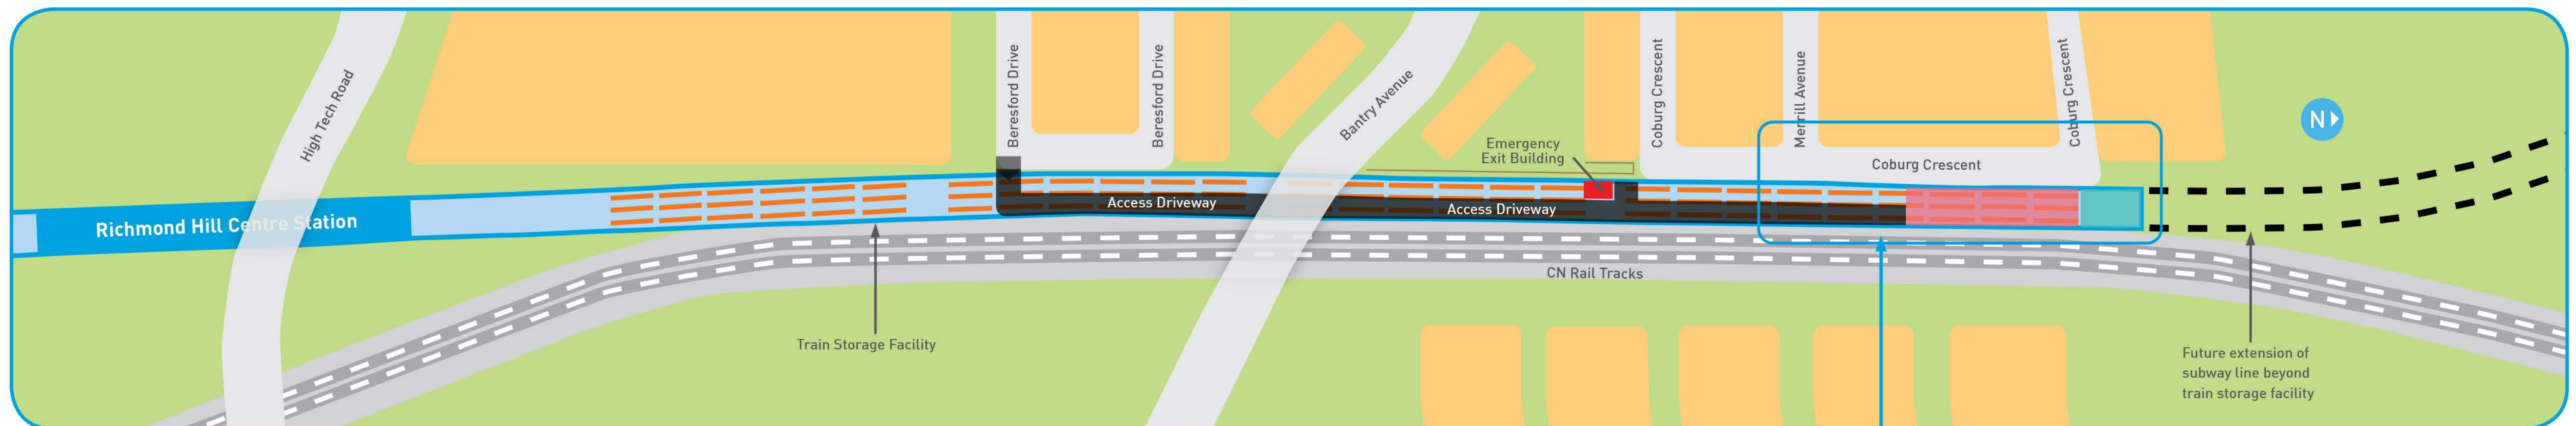 High Tech Road
Richmond Hill Centre Station
Beresford Drive
Beresford Drive
Bantry Avenue
Emergency
Exit Building
Coburg Crescent
Merrill Avenue
Coburg Crescent
Coburg Crescent
N
Access Driveway
Access Driveway
CN Rail Tracks
Train Storage Facility
Future extension of
subway line beyond
train storage facility